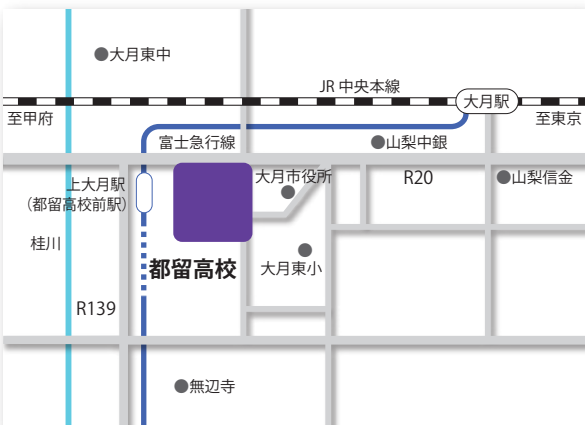 大月東中
JR 中央本線
大月駅
至甲府
至東京
富士急行線
山梨中銀
上大月駅
（都留高校前駅）
大月市役所
R20
山梨信金
桂川
都留高校
大月東小
R139
無辺寺